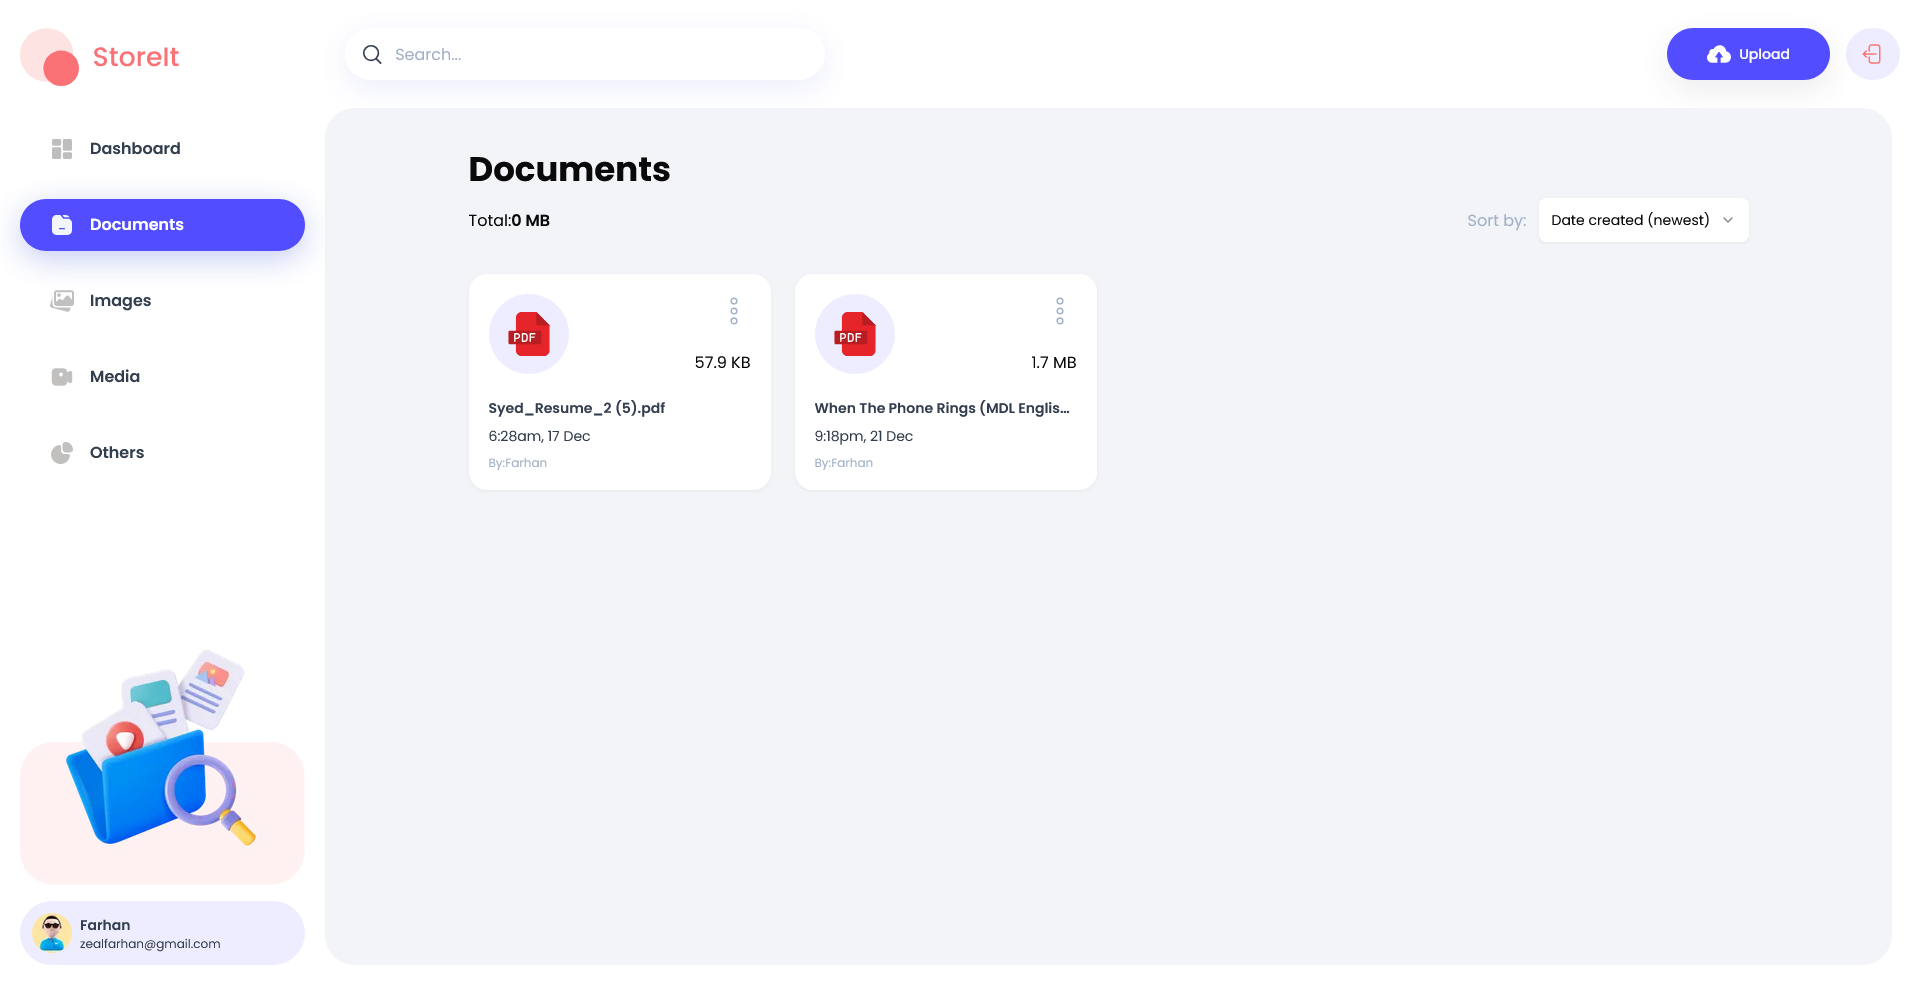 StoreIt
Search...
Upload
Dashboard
Documents
Images
Media
Others
Documents
Total:0 MB
Sort by:
Date created (newest)
PDF
57.9 KB
Syed_Resume_2 (5).pdf
6:28am, 17 Dec
By:Farhan
PDF
1.7 MB
When The Phone Rings (MDL Englis...
9:18pm, 21 Dec
By:Farhan
Farhan
zealfarhan@gmail.com